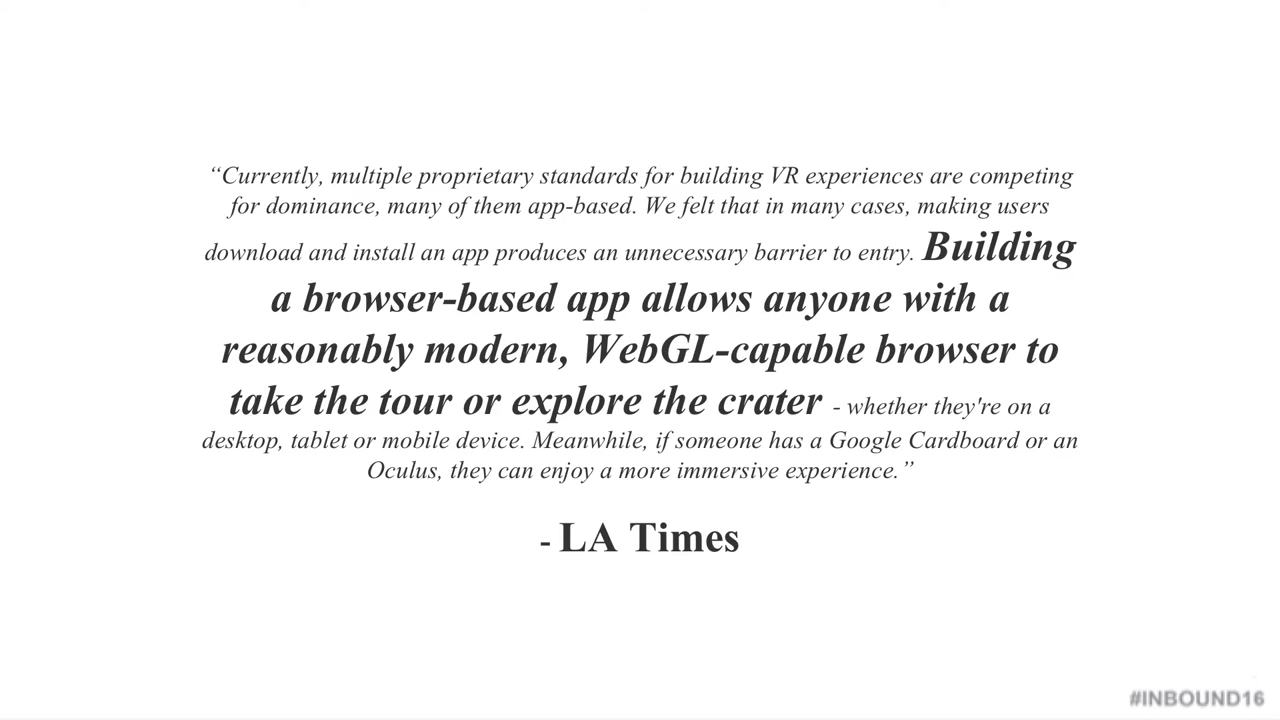 “Currently, multiple proprietary standards for building VR experiences are competing
for dominance, many of them app-based. We felt that in many cases, making users
download and install an app produces an unnecessary barrier to entry. Building
a browser-based app allows anyone with a
reasonably modern, WebGL-capable browser to
take the tour or explore the crater - whether they're on a
desktop, tablet or mobile device. Meanwhile, if someone has a Google Cardboard or an
Oculus, they can enjoy a more immersive experience.”
- LA Times
#INBOUND16